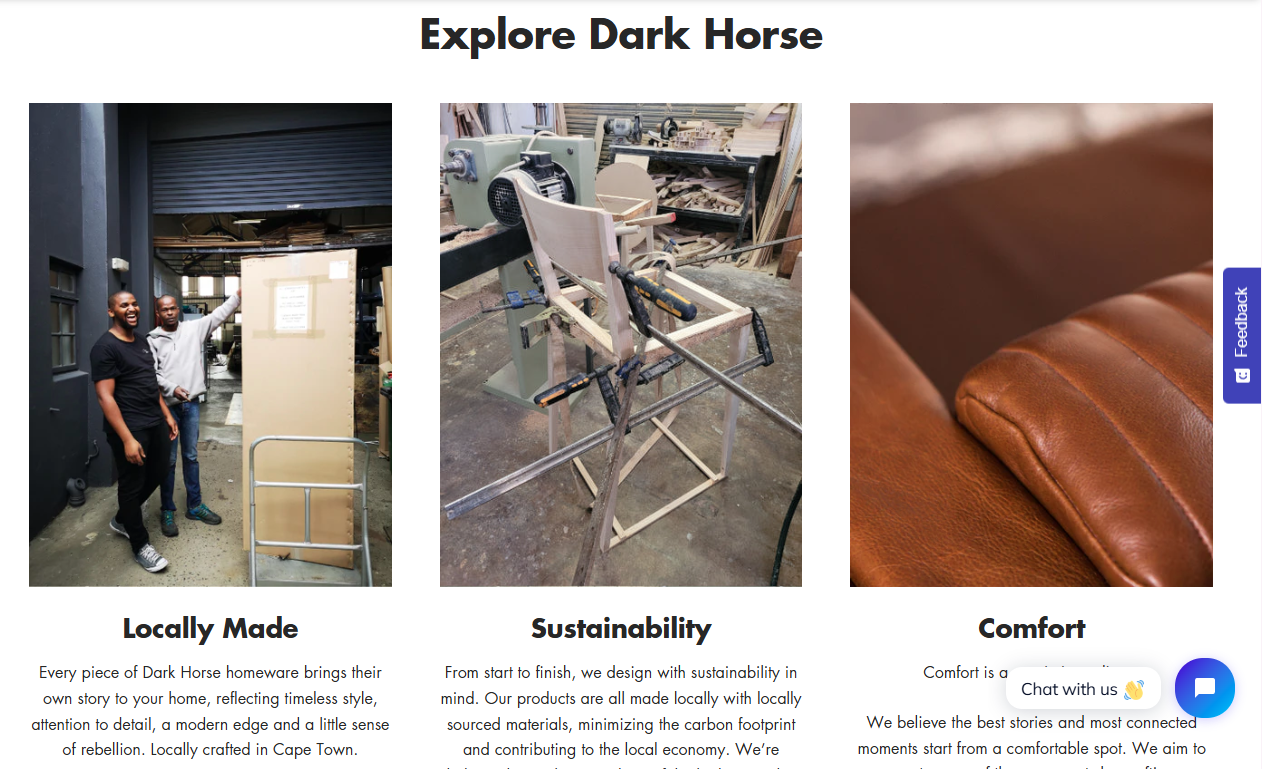 Explore Dark Horse
Locally Made
Every piece of Dark Horse homeware brings their
own story to your home, reflecting timeless style,
attention to detail, a modern edge and a little sense
of rebellion. Locally crafted in Cape Town.
Sustainability
From start to finish, we design with sustainability in
mind. Our products are all made locally with locally
sourced materials, minimizing the carbon footprint
and contributing to the local economy. We’re
Comfort
Comfort is a
We believe the best stories and most connected
moments start from a comfortable spot. We aim to
Chat with us 👋
Feedback